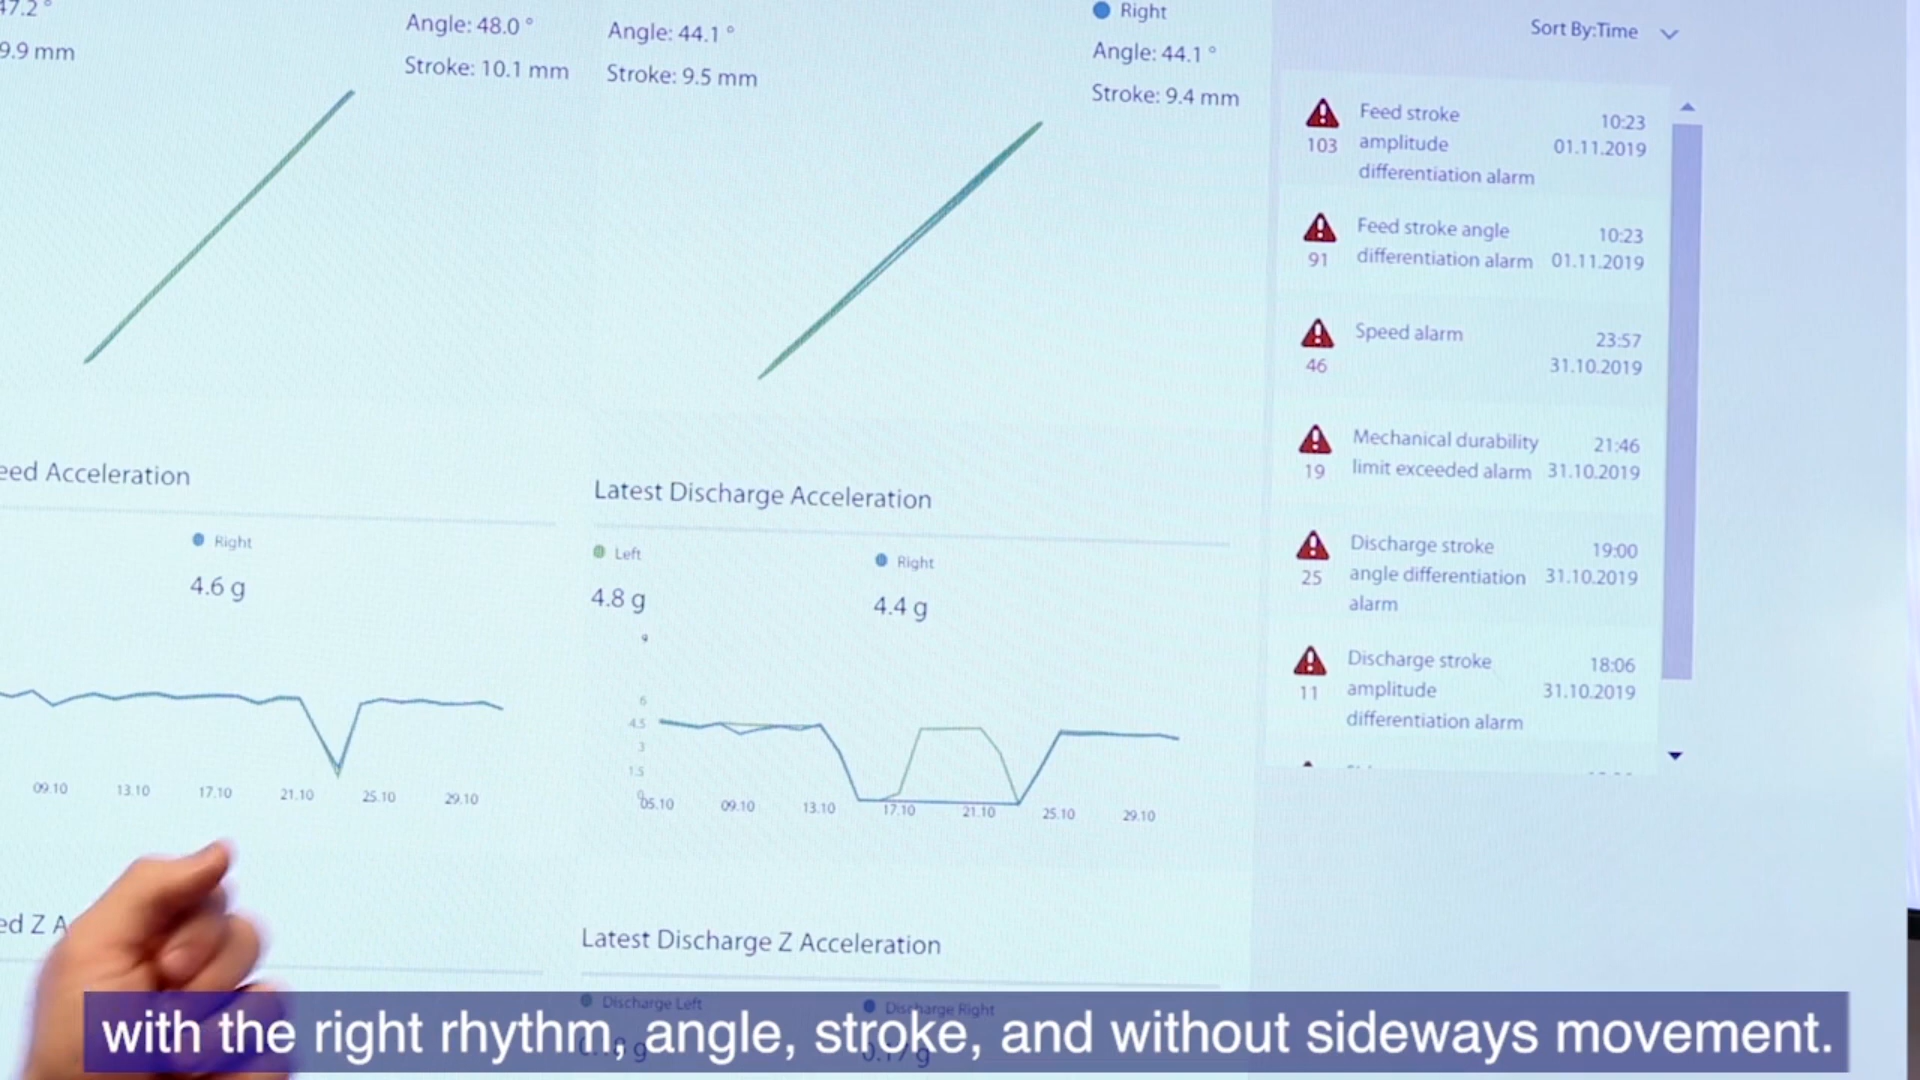 47.2 °
9.9 mm
Angle: 48.0 °
Stroke: 10.1 mm
Angle: 44.1 °
Stroke: 9.5 mm
Right
Angle: 44.1 °
Stroke: 9.4 mm
Sort By:Time
Feed stroke
amplitude
differentiation alarm
103
10:23
01.11.2019
Feed stroke angle
differentiation alarm
91
10:23
01.11.2019
Speed alarm
46
23:57
31.10.2019
Mechanical durability
limit exceeded alarm
19
21:46
31.10.2019
Discharge stroke
angle differentiation
alarm
25
19:00
31.10.2019
Discharge stroke
amplitude
differentiation alarm
11
18:06
31.10.2019
eed Acceleration
Right
4.6 g
09.10 13.10 17.10 21.10 25.10 29.10
Latest Discharge Acceleration
Left
4.8 g
Right
4.4 g
9
6
4.5
3
1.5
0
05.10 09.10 13.10 17.10 21.10 25.10 29.10
ed Z A
Latest Discharge Z Acceleration
Discharge Left
Discharge Right
0.17 g
with the right rhythm, angle, stroke, and without sideways movement.